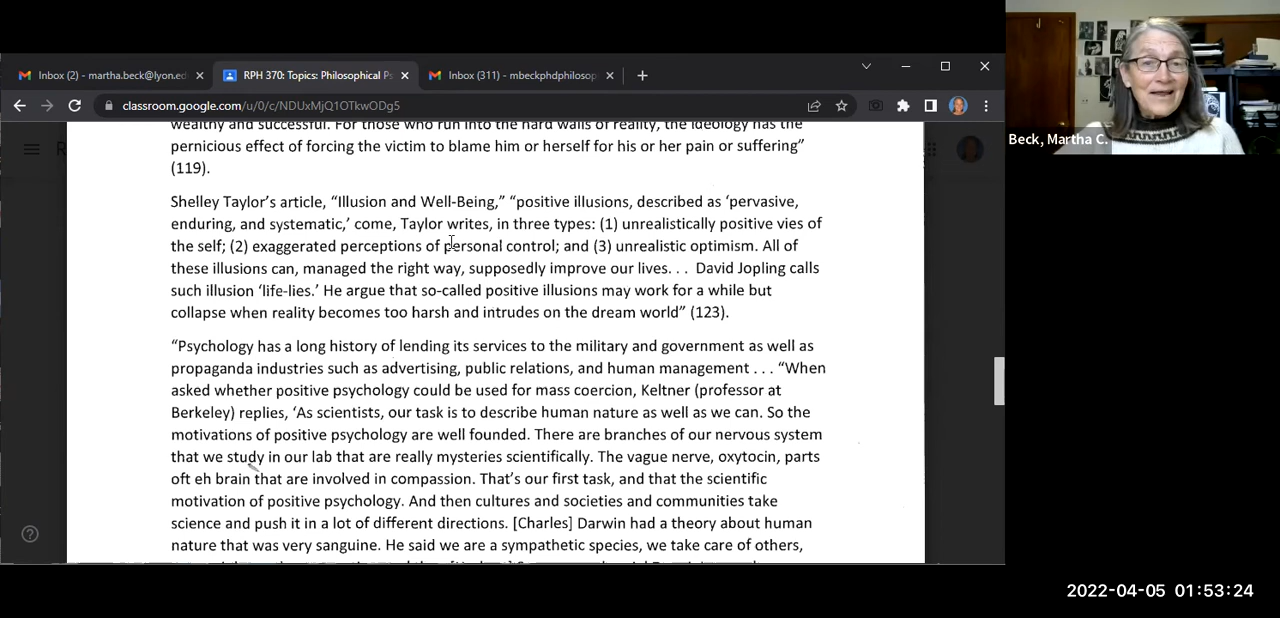 Inbox (2) - martha.beck@lyon.ed
RPH 370: Topics: Philosophical Ps
Inbox (311) - mbeckphdphilosop
classroom.google.com/u/0/c/NDUxMjQ1OTkwODg5
Beck, Martha C.
wealthy and successful. For those who run into the hard walls of reality, the ideology has the
pernicious effect of forcing the victim to blame him or herself for his or her pain or suffering”
(119).
Shelley Taylor’s article, “Illusion and Well-Being,” “positive illusions, described as ‘pervasive,
enduring, and systematic,’ come, Taylor writes, in three types: (1) unrealistically positive vies of
the self; (2) exaggerated perceptions of personal control; and (3) unrealistic optimism. All of
these illusions can, managed the right way, supposedly improve our lives. . .  David Jopling calls
such illusion ‘life-lies.’ He argue that so-called positive illusions may work for a while but
collapse when reality becomes too harsh and intrudes on the dream world” (123).
“Psychology has a long history of lending its services to the military and government as well as
propaganda industries such as advertising, public relations, and human management . . . “When
asked whether positive psychology could be used for mass coercion, Keltner (professor at
Berkeley) replies, ‘As scientists, our task is to describe human nature as well as we can. So the
motivations of positive psychology are well founded. There are branches of our nervous system
that we study in our lab that are really mysteries scientifically. The vague nerve, oxytocin, parts
oft eh brain that are involved in compassion. That’s our first task, and that the scientific
motivation of positive psychology. And then cultures and societies and communities take
science and push it in a lot of different directions. [Charles] Darwin had a theory about human
nature that was very sanguine. He said we are a sympathetic species, we take care of others,
2022-04-05 01:53:24